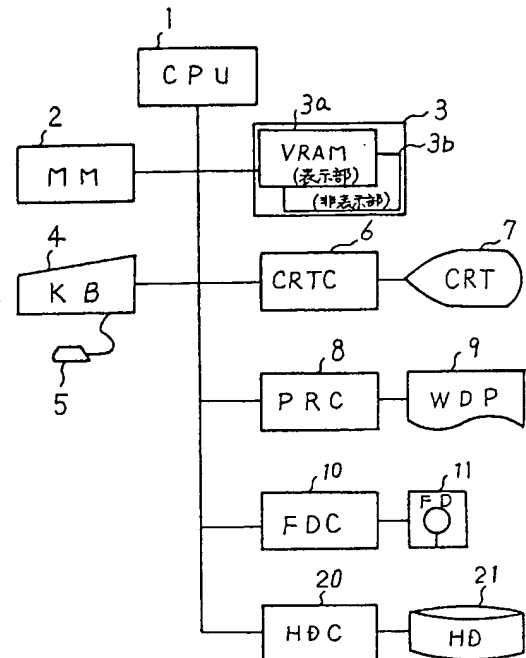 1
CPU
2
MM
3a
3
VRAM
(表示部)
3b
(非表示部)
4
KB
5
6
CRTC
7
CRT
8
PRC
9
WDP
10
FDC
11
FD
20
HDC
21
HD